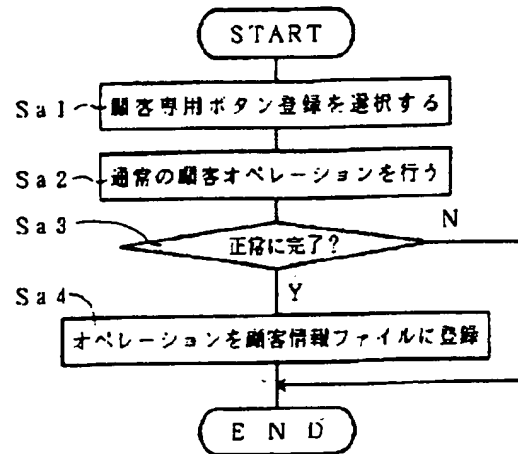 START
Sa1 顧客専用ボタン登録を選択する
Sa2 通常の顧客オペレーションを行う
Sa3 正常に完了? N
Y
Sa4 オペレーションを顧客情報ファイルに登録
END